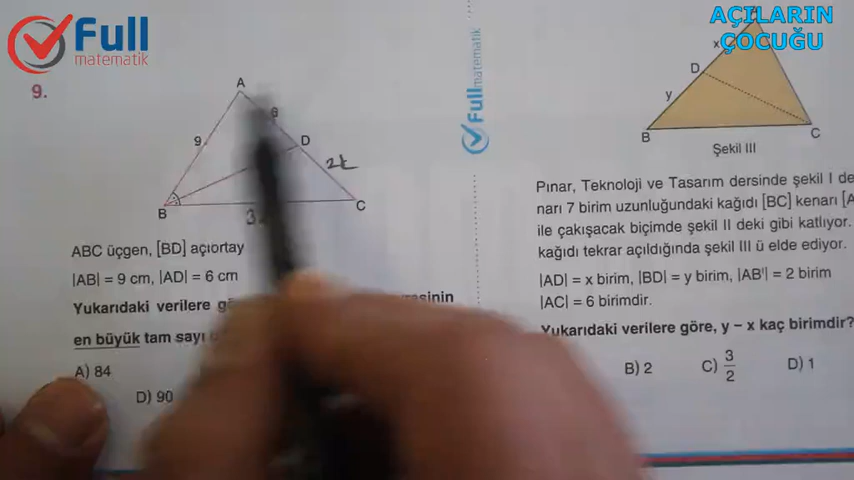 Full
matematik
AÇILARIN
ÇOCUĞU
9.
A
9
6
D
2k
B
3
C
ABC üçgen, [BD] açıortay
|AB| = 9 cm, |AD| = 6 cm
Yukarıdaki verilere
en büyük tam sayı
A) 84
D) 90
Full matematik
x
D
y
B
C
Şekil III
Pınar, Teknoloji ve Tasarım dersinde şekil I
narı 7 birim uzunluğundaki kağıdı [BC] kenarı
ile çakışacak biçimde şekil II deki gibi katlıyor.
kağıdı tekrar açıldığında şekil III ü elde ediyor.
|AD| = x birim, |BD| = y birim, |AB'| = 2 birim
|AC| = 6 birimdir.
Yukarıdaki verilere göre, y – x kaç birimdir?
B) 2
C) 3/2
D) 1